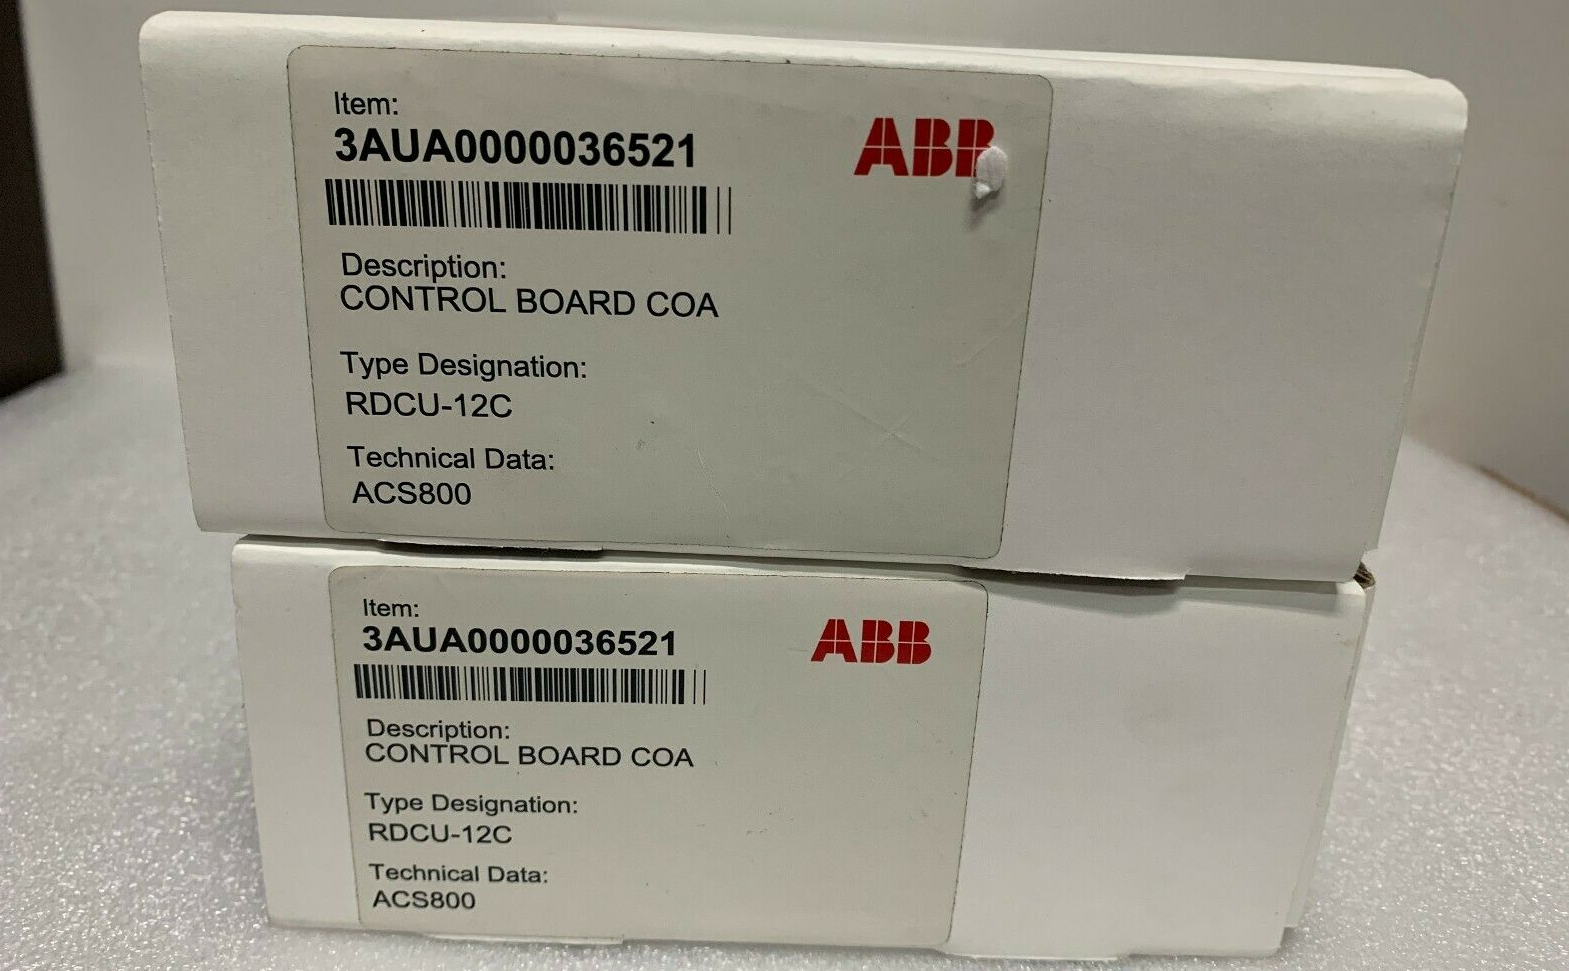 Item:
3AUA0000036521
ABB
Description:
CONTROL BOARD COA
Type Designation:
RDCU-12C
Technical Data:
ACS800
Item:
3AUA0000036521
ABB
Description:
CONTROL BOARD COA
Type Designation:
RDCU-12C
Technical Data:
ACS800